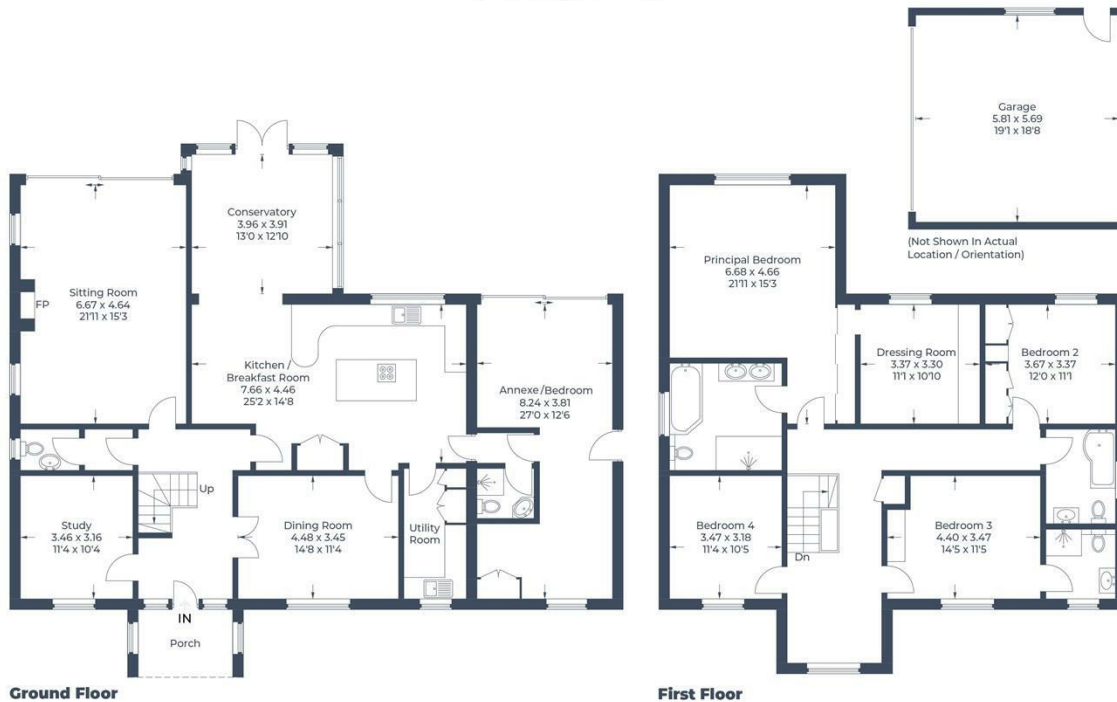 Garage
5.81 x 5.69
19'1 x 18'8
(Not Shown In Actual
Location / Orientation)
Conservatory
3.96 x 3.91
13'0 x 12'10
Sitting Room
6.67 x 4.64
21'11 x 15'3
FP
Kitchen /
Breakfast Room
7.66 x 4.46
25'2 x 14'8
Annexe/Bedroom
8.24 x 3.81
27'0 x 12'6
Up
Study
3.46 x 3.16
11'4 x 10'4
Dining Room
4.48 x 3.45
14'8 x 11'4
Utility
Room
IN
Porch
Ground Floor
Principal Bedroom
6.68 x 4.66
21'11 x 15'3
Dressing Room
3.37 x 3.30
11'1 x 10'10
Bedroom 2
3.67 x 3.37
12'0 x 11'1
Bedroom 4
3.47 x 3.18
11'4 x 10'5
Dn
Bedroom 3
4.40 x 3.47
14'5 x 11'5
First Floor